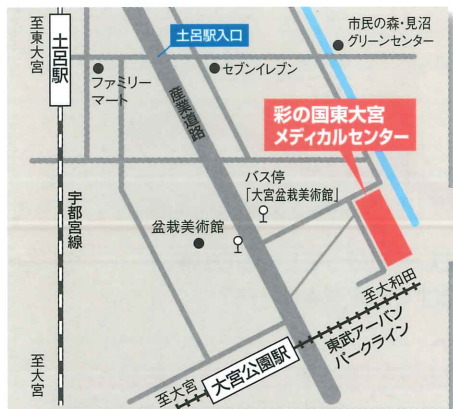 至東大宮
土呂駅
土呂駅入口
市民の森・見沼
グリーンセンター
ファミリー
マート
セブンイレブン
産業道路
彩の国東大宮
メディカルセンター
バス停
「大宮盆栽美術館」
宇都宮線
盆栽美術館
至大和田
東武アーバン
パークライン
大宮公園駅
至大宮
至大宮